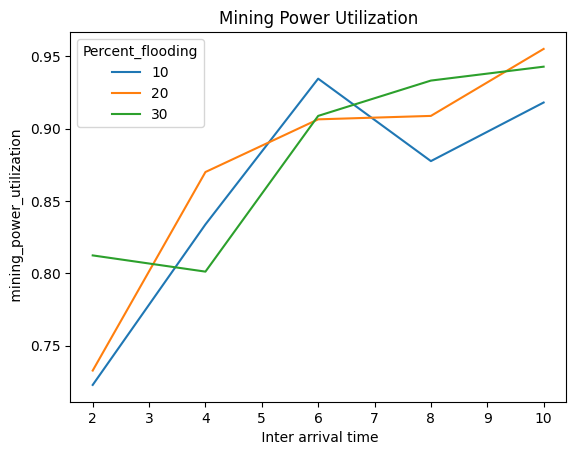 Mining Power Utilization
Percent_flooding
10
20
30
mining_power_utilization
0.95
0.90
0.85
0.80
0.75
2 3 4 5 6 7 8 9 10
Inter arrival time